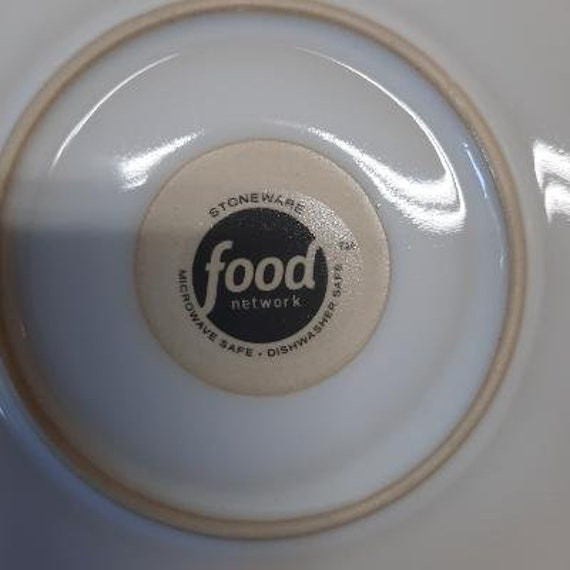 STONEWARE
food
network
TM
MICROWAVE SAFE • DISHWASHER SAFE